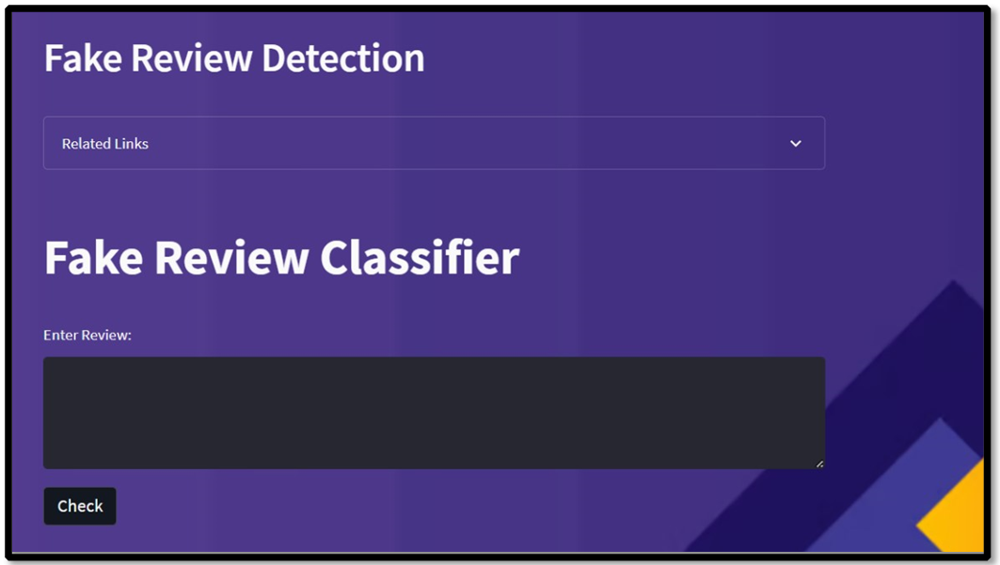 Fake Review Detection
Related Links
Fake Review Classifier
Enter Review:
Check